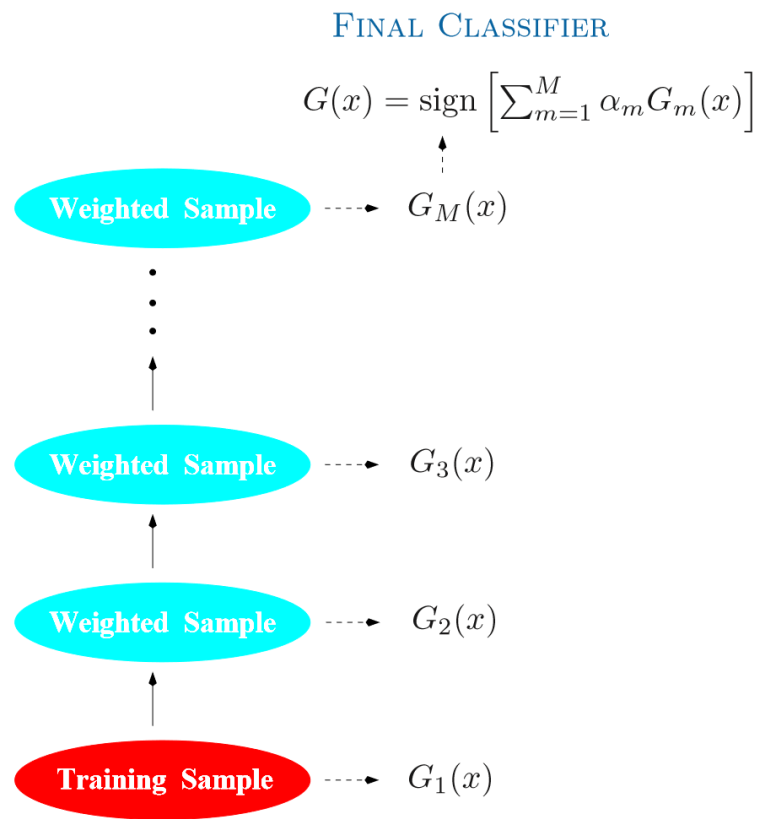 FINAL CLASSIFIER
G(x) = sign [∑_{m=1}^{M} α_m G_m(x)]
Weighted Sample G_M(x)
Weighted Sample G_3(x)
Weighted Sample G_2(x)
Training Sample G_1(x)